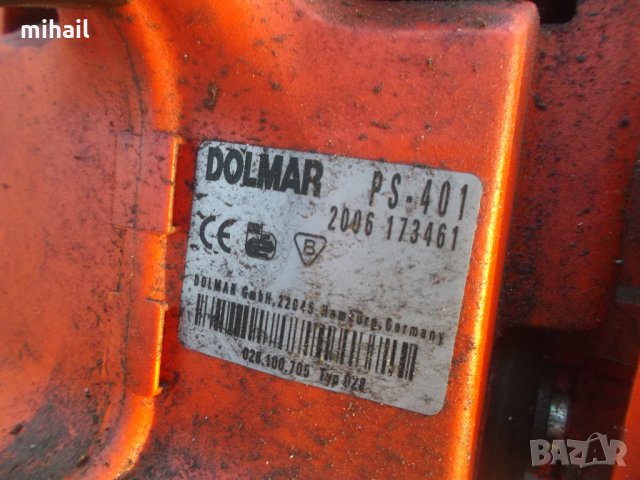 mihail
DOLMAR PS-401
2006 173461
CE B
DOLMAR GmbH, 22045 Hamburg, Germany
028.100.705 Typ 028
BAZAR